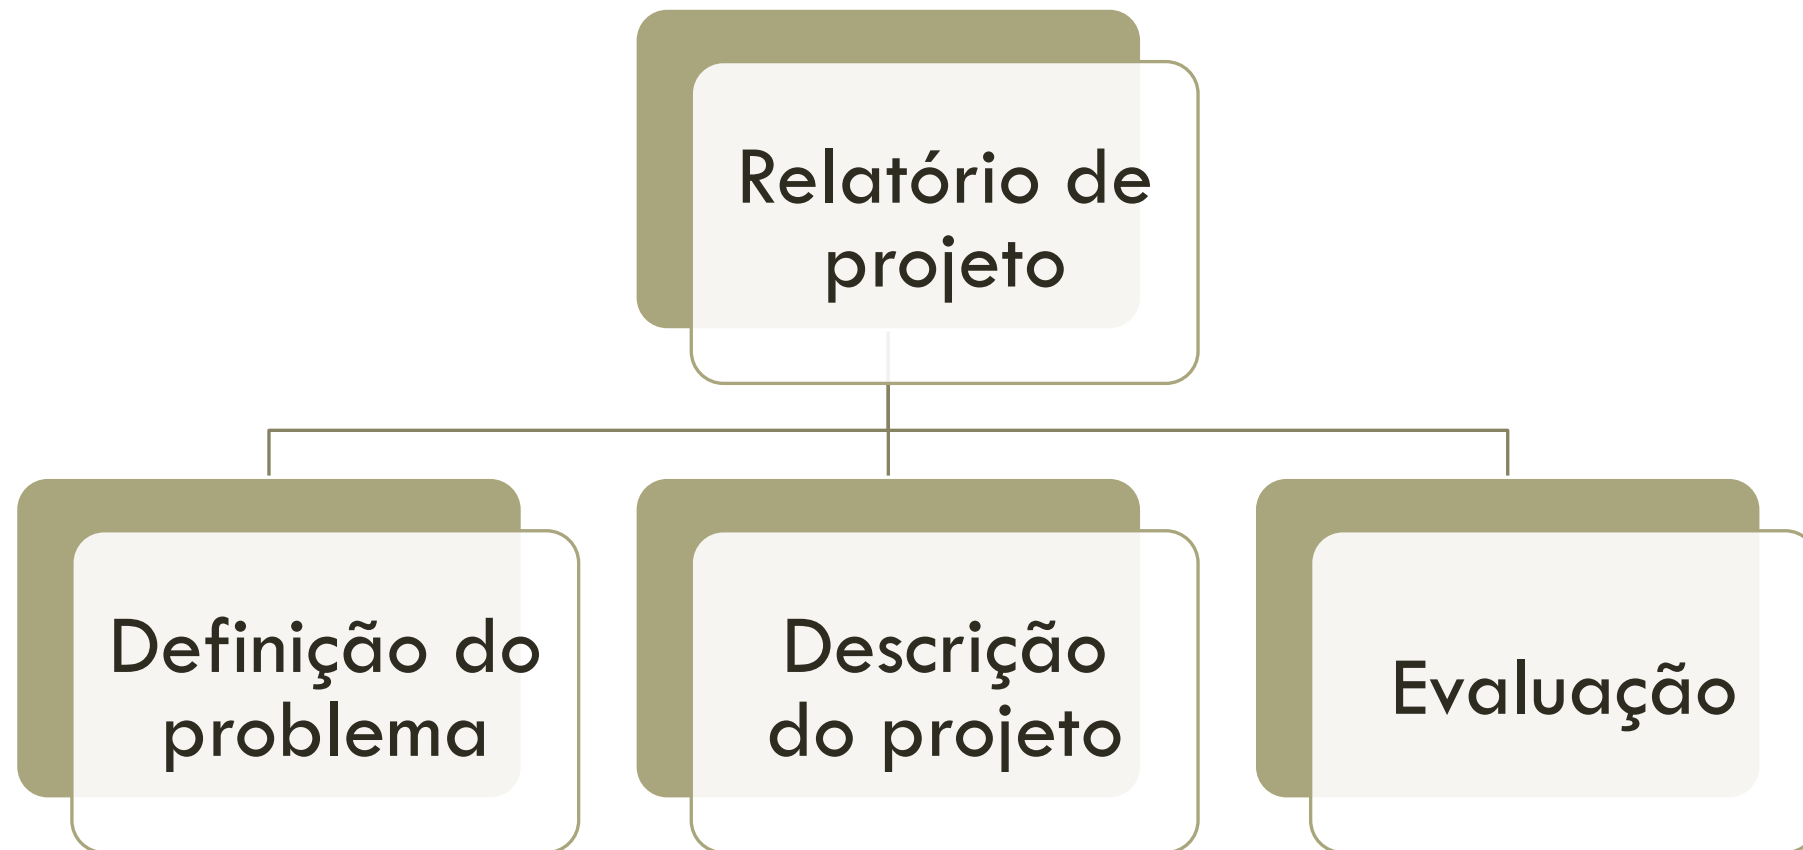 Relatório de
projeto
Definição do
problema
Descrição
do projeto
Evaluação